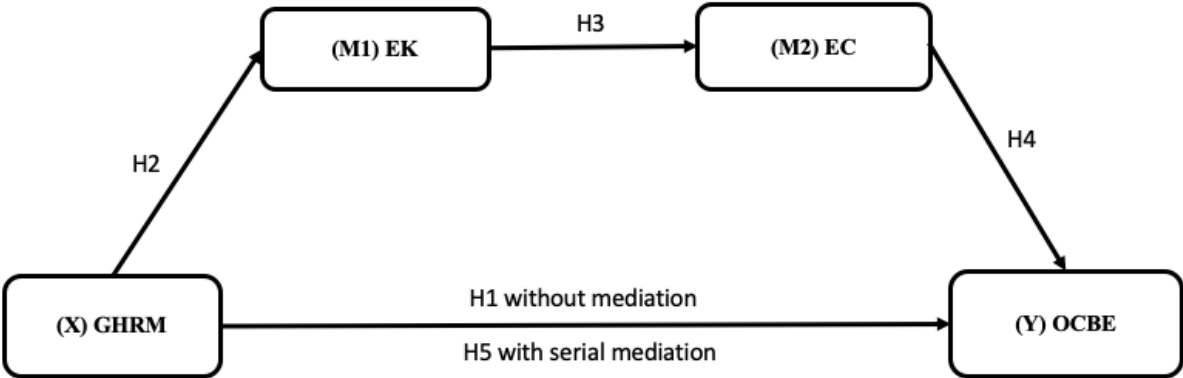 H3
(M1) EK
(M2) EC
H2
H4
H1 without mediation
(X) GHRM
(Y) OCBE
H5 with serial mediation